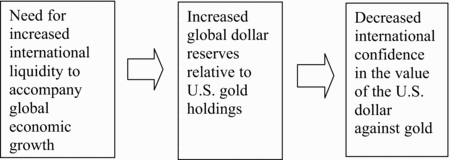 Need for
increased
international
liquidity to
accompany
global
economic
growth
Increased
global dollar
reserves
relative to
U.S. gold
holdings
Decreased
international
confidence
in the value
of the U.S.
dollar
against gold